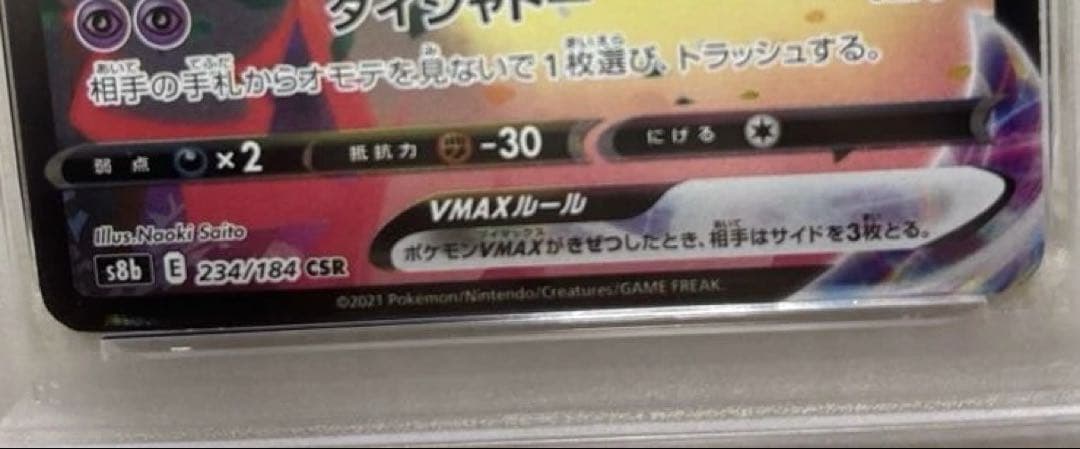 相手の手札からオモテを見ないで1枚選び、トラッシュする。
弱点 ×2 抵抗力 -30 にげる
VMAXルール
ポケモンVMAXがきぜつしたとき、相手はサイドを3枚とる。
Illus.Naoki Saito
s8b E 234/184 CSR
©2021 Pokémon/Nintendo/Creatures/GAME FREAK.